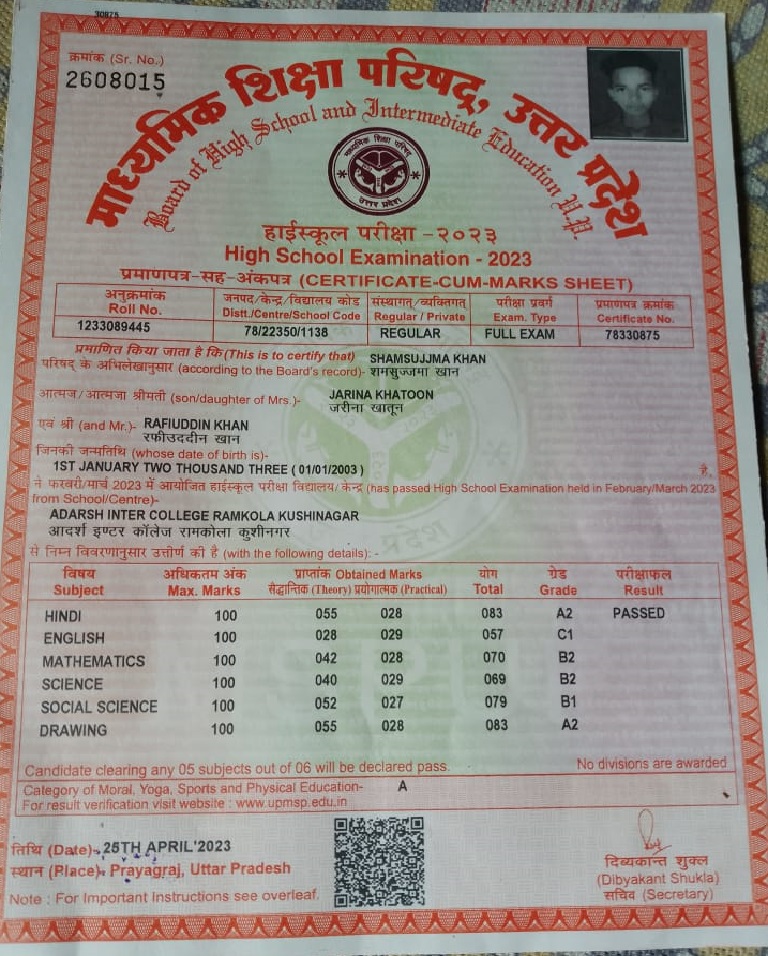 30875
क्रमांक (Sr. No.)
2608015
माध्यमिक शिक्षा परिषद्, उत्तर प्रदेश
Board of High School and Intermediate Education U.P.
माध्यमिक शिक्षा परिषद्
उत्तर प्रदेश
हाईस्कूल परीक्षा - २०२३
High School Examination - 2023
प्रमाणपत्र-सह-अंकपत्र (CERTIFICATE-CUM-MARKS SHEET)
अनुक्रमांक जनपद/केन्द्र/विद्यालय कोड संस्थागत/व्यक्तिगत परीक्षा प्रवर्ग प्रमाणपत्र क्रमांक
Roll No. Distt./Centre/School Code Regular / Private Exam. Type Certificate No.
1233089445 78/22350/1138 REGULAR FULL EXAM 78330875
प्रमाणित किया जाता है कि (This is to certify that) SHAMSUJJMA KHAN
परिषद् के अभिलेखानुसार (according to the Board's record)- शमसुज्जमा खान
आत्मज/आत्मजा श्रीमती (son/daughter of Mrs.)- JARINA KHATOON
जरीना खातून
एवं श्री (and Mr.)- RAFIUDDIN KHAN
रफीउददीन खान
जिनकी जन्मतिथि (whose date of birth is)-
1ST JANUARY TWO THOUSAND THREE (01/01/2003) है,
ने फरवरी/मार्च 2023 में आयोजित हाईस्कूल परीक्षा विद्यालय/केन्द्र (has passed High School Examination held in February/March 2023
from School/Centre)-
ADARSH INTER COLLEGE RAMKOLA KUSHINAGAR
आदर्श इण्टर कॉलेज रामकोला कुशीनगर
से निम्न विवरणानुसार उत्तीर्ण की है (with the following details): -
विषय अधिकतम अंक प्राप्तांक Obtained Marks योग ग्रेड परीक्षाफल
Subject Max. Marks सैद्धान्तिक (Theory) प्रयोगात्मक (Practical) Total Grade Result
HINDI 100 055 028 083 A2 PASSED
ENGLISH 100 028 029 057 C1
MATHEMATICS 100 042 028 070 B2
SCIENCE 100 040 029 069 B2
SOCIAL SCIENCE 100 052 027 079 B1
DRAWING 100 055 028 083 A2
Candidate clearing any 05 subjects out of 06 will be declared pass. No divisions are awarded
Category of Moral, Yoga, Sports and Physical Education- A
For result verification visit website : www.upmsp.edu.in
तिथि (Date)- 25TH APRIL'2023
स्थान (Place)- Prayagraj, Uttar Pradesh
Note : For Important Instructions see overleaf.
दिव्यकान्त शुक्ल
(Dibyakant Shukla)
सचिव (Secretary)